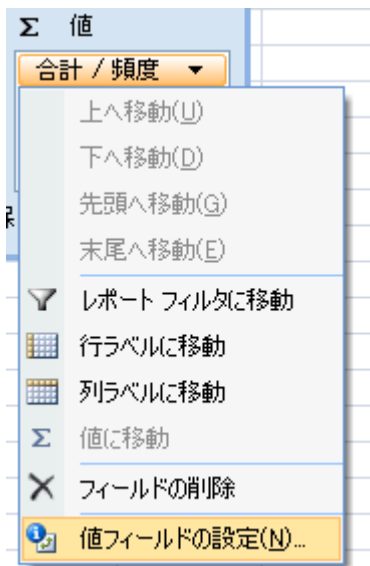 Σ 値
合計 / 頻度
上へ移動(U)
下へ移動(D)
先頭へ移動(G)
末尾へ移動(E)
レポート フィルタに移動
行ラベルに移動
列ラベルに移動
Σ 値に移動
フィールドの削除
値フィールドの設定(N)...